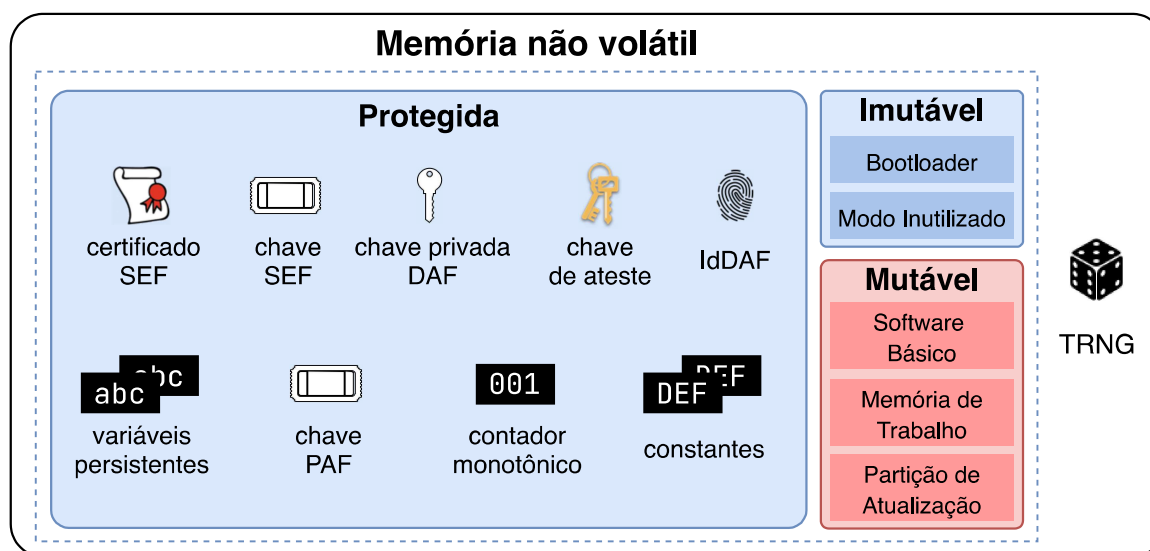 Memória não volátil
Protegida
certificado
SEF
chave
SEF
chave privada
DAF
chave
de ateste
IdDAF
abc
abc
variáveis
persistentes
chave
PAF
001
contador
monotônico
DEF
DEF
constantes
Imutável
Bootloader
Modo Inutilizado
Mutável
Software
Básico
Memória de
Trabalho
Partição de
Atualização
TRNG